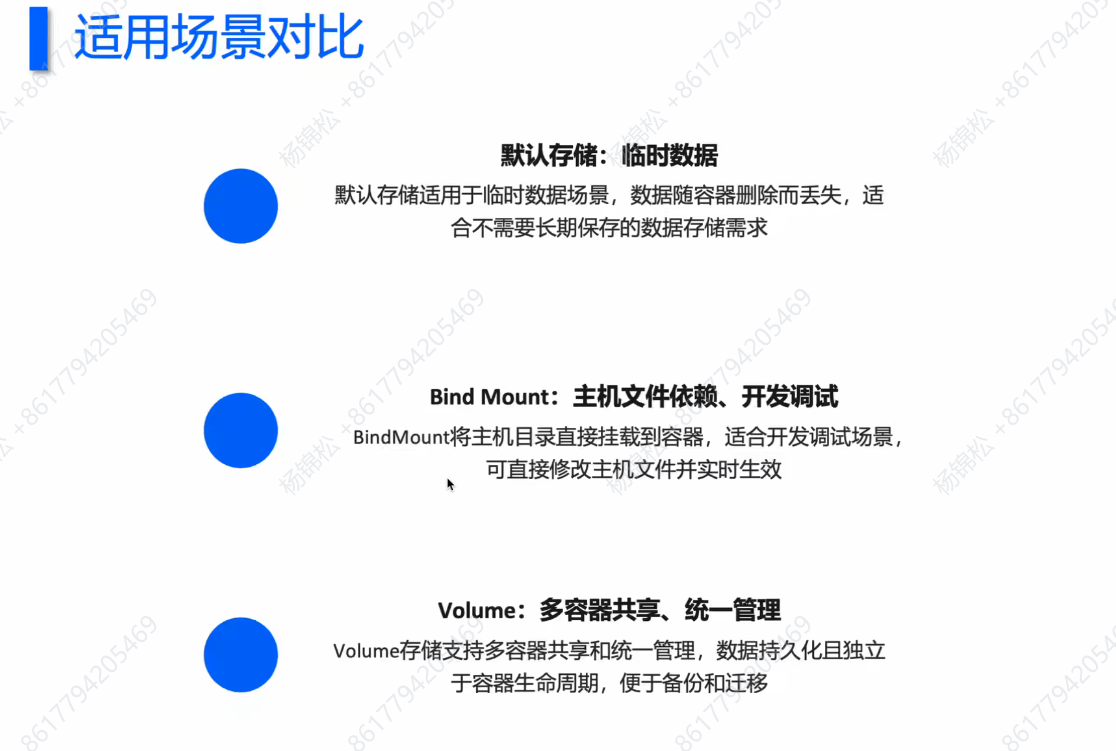 适用场景对比
默认存储：临时数据
默认存储适用于临时数据场景，数据随容器删除而丢失，适
合不需要长期保存的数据存储需求
Bind Mount：主机文件依赖、开发调试
BindMount将主机目录直接挂载到容器，适合开发调试场景，
可直接修改主机文件并实时生效
Volume：多容器共享、统一管理
Volume存储支持多容器共享和统一管理，数据持久化且独立
于容器生命周期，便于备份和迁移
杨锦松 +8617794205469